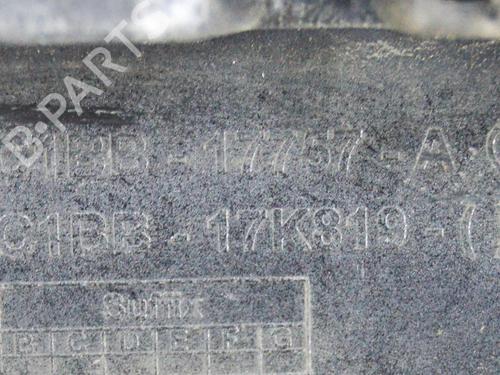 B-PARTS
C1BB-17757-A
C1BB-17K819-(
Suffix
B C D E F G